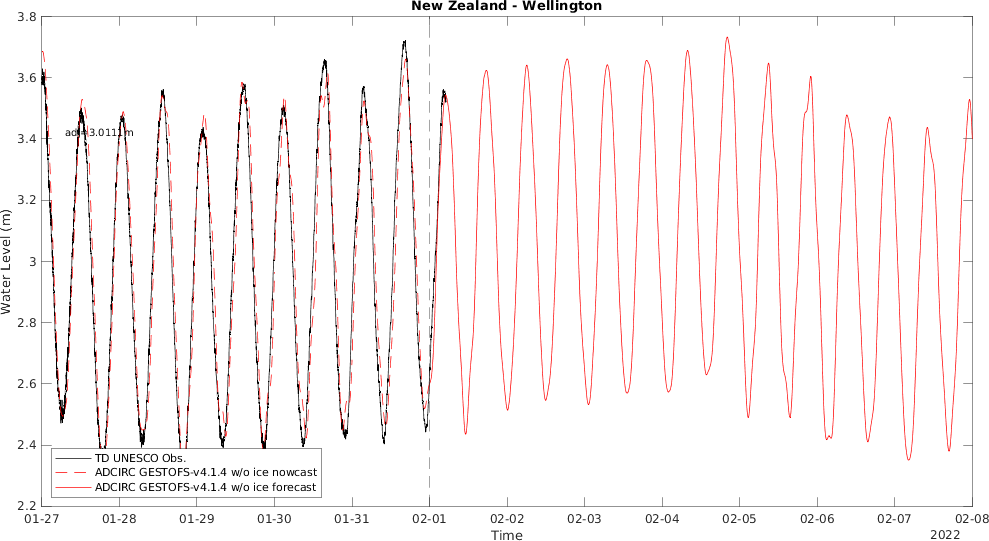 New Zealand - Wellington
3.8
3.6
3.4
3.2
3
2.8
2.6
2.4
2.2
Water Level (m)
adj=3.0111m
TD UNESCO Obs.
ADCIRC GESTOFS-v4.1.4 w/o ice nowcast
ADCIRC GESTOFS-v4.1.4 w/o ice forecast
01-27 01-28 01-29 01-30 01-31 02-01 02-02 02-03 02-04 02-05 02-06 02-07 02-08
Time
2022